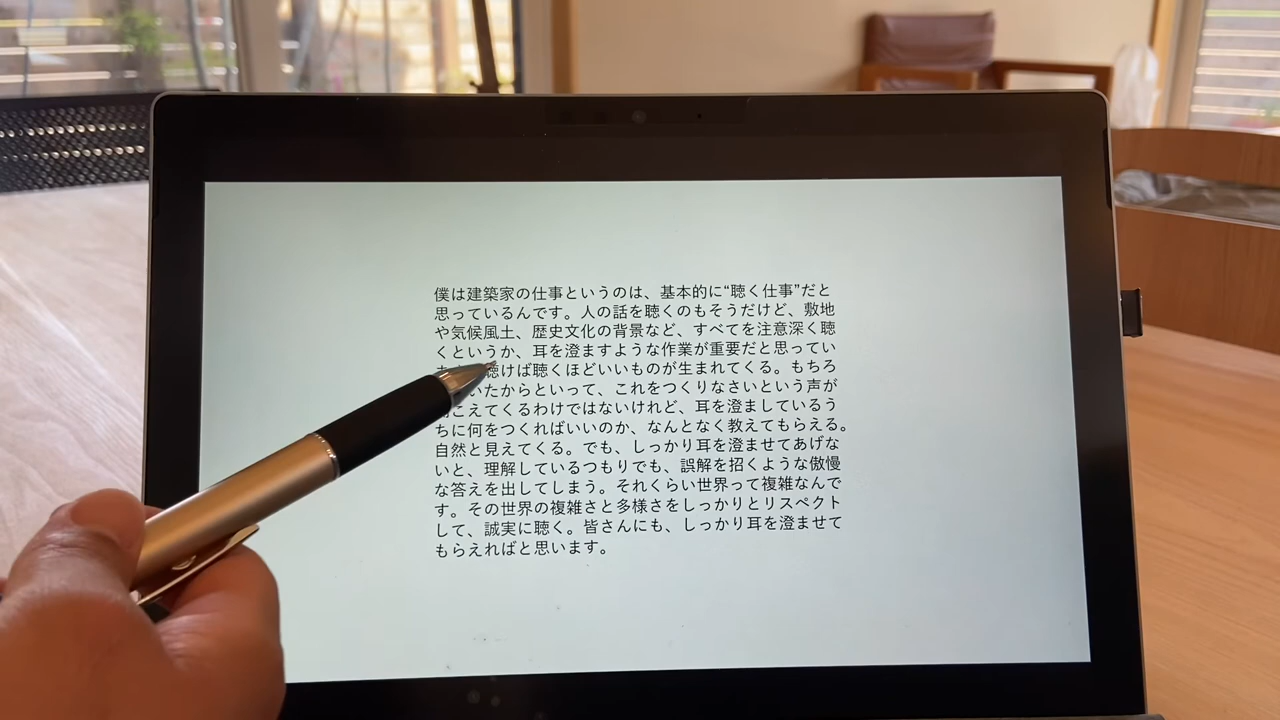 僕は建築家の仕事というのは、基本的に“聴く仕事”だと
思っているんです。人の話を聴くのもそうだけど、敷地
や気候風土、歴史文化の背景など、すべてを注意深く聴
くというか、耳を澄ますような作業が重要だと思ってい
聴けば聴くほどいいものが生まれてくる。もちろ
いたからといって、これをつくりなさいという声が
こえてくるわけではないけれど、耳を澄ましているう
ちに何をつくればいいのか、なんとなく教えてもらえる。
自然と見えてくる。でも、しっかり耳を澄ませてあげな
いと、理解しているつもりでも、誤解を招くような傲慢
な答えを出してしまう。それくらい世界って複雑なんで
す。その世界の複雑さと多様さをしっかりとリスペクト
して、誠実に聴く。皆さんにも、しっかり耳を澄ませて
もらえればと思います。